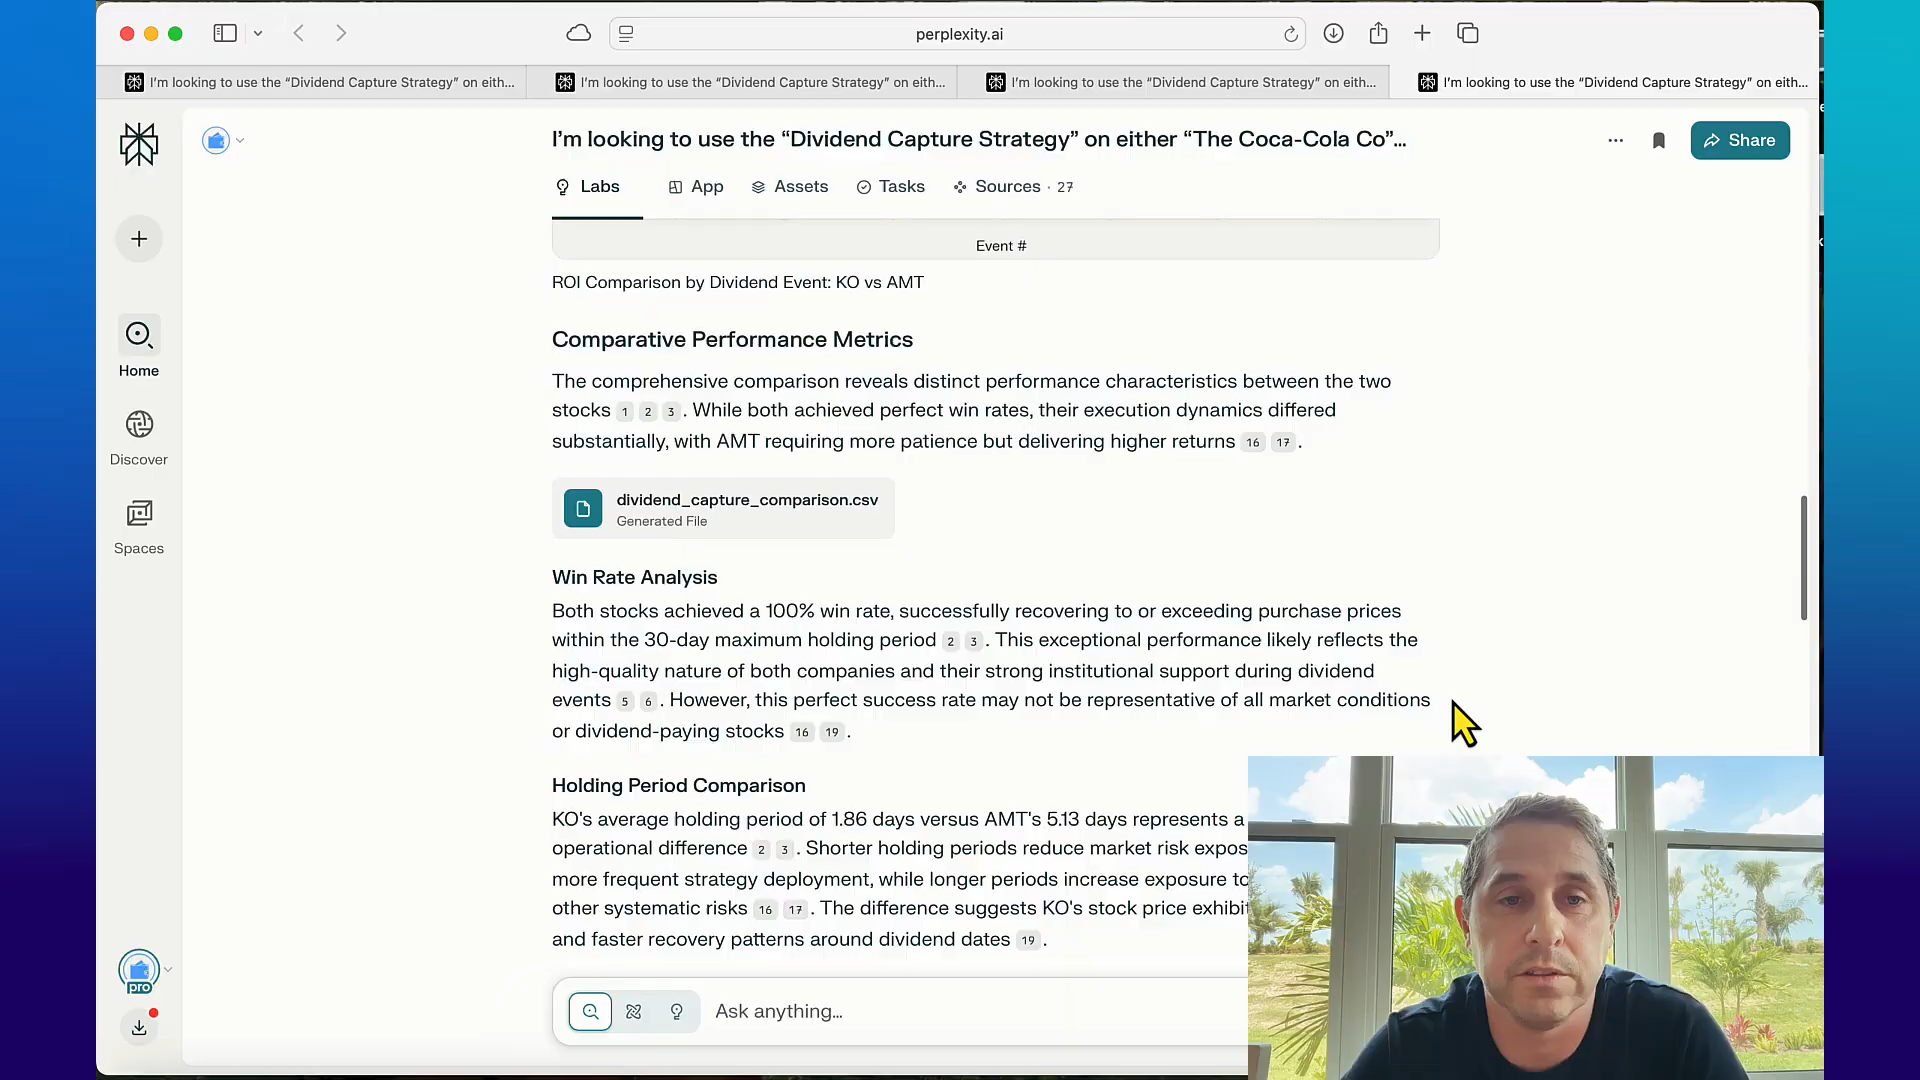 perplexity.ai
I'm looking to use the “Dividend Capture Strategy” on eith...
I'm looking to use the “Dividend Capture Strategy” on eith...
I'm looking to use the “Dividend Capture Strategy” on eith...
I'm looking to use the “Dividend Capture Strategy” on eith...
I'm looking to use the “Dividend Capture Strategy” on either “The Coca-Cola Co”...
Share
Labs
App
Assets
Tasks
Sources · 27
Event #
ROI Comparison by Dividend Event: KO vs AMT
Home
Discover
Spaces
pro
Comparative Performance Metrics
The comprehensive comparison reveals distinct performance characteristics between the two
stocks 1 2 3 . While both achieved perfect win rates, their execution dynamics differed
substantially, with AMT requiring more patience but delivering higher returns 16 17 .
dividend_capture_comparison.csv
Generated File
Win Rate Analysis
Both stocks achieved a 100% win rate, successfully recovering to or exceeding purchase prices
within the 30-day maximum holding period 2 3 . This exceptional performance likely reflects the
high-quality nature of both companies and their strong institutional support during dividend
events 5 6 . However, this perfect success rate may not be representative of all market conditions
or dividend-paying stocks 16 19 .
Holding Period Comparison
KO's average holding period of 1.86 days versus AMT's 5.13 days represents a
operational difference 2 3 . Shorter holding periods reduce market risk expos
more frequent strategy deployment, while longer periods increase exposure to
other systematic risks 16 17 . The difference suggests KO's stock price exhibit
and faster recovery patterns around dividend dates 19 .
Ask anything...